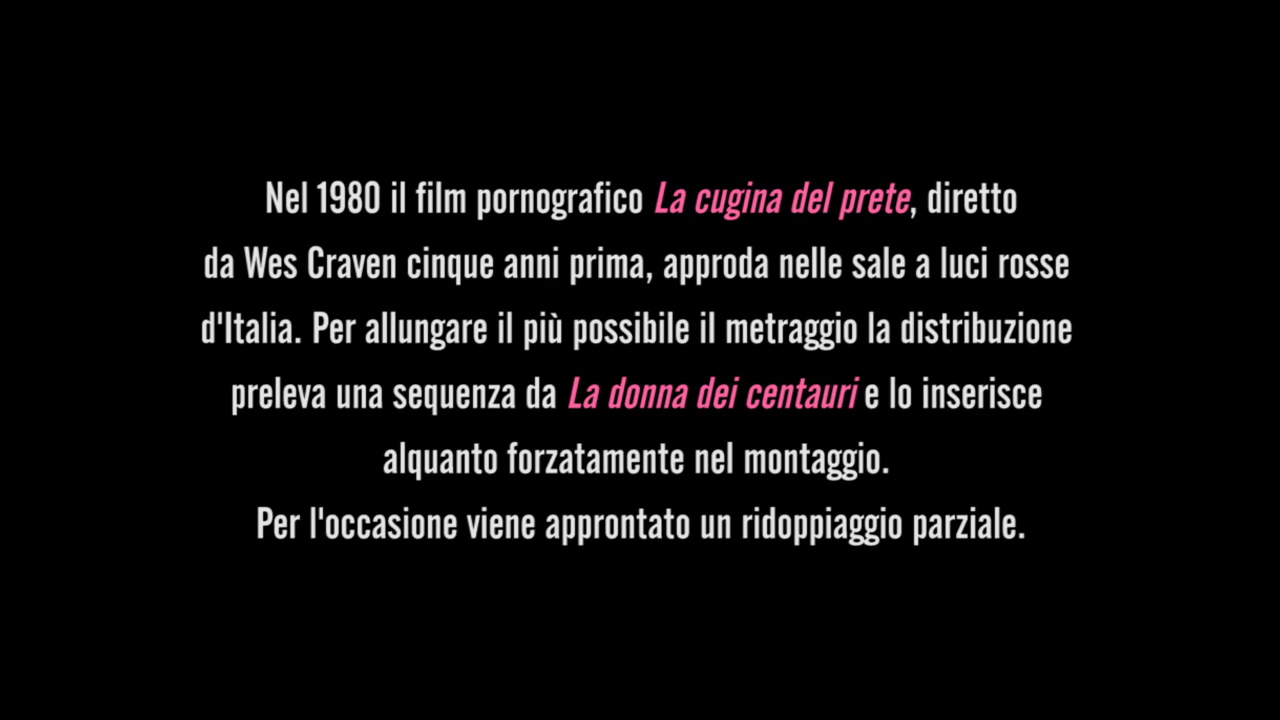 Nel 1980 il film pornografico La cugina del prete, diretto
da Wes Craven cinque anni prima, approda nelle sale a luci rosse
d'Italia. Per allungare il più possibile il metraggio la distribuzione
preleva una sequenza da La donna dei centauri e lo inserisce
alquanto forzatamente nel montaggio.
Per l'occasione viene approntato un ridoppiaggio parziale.